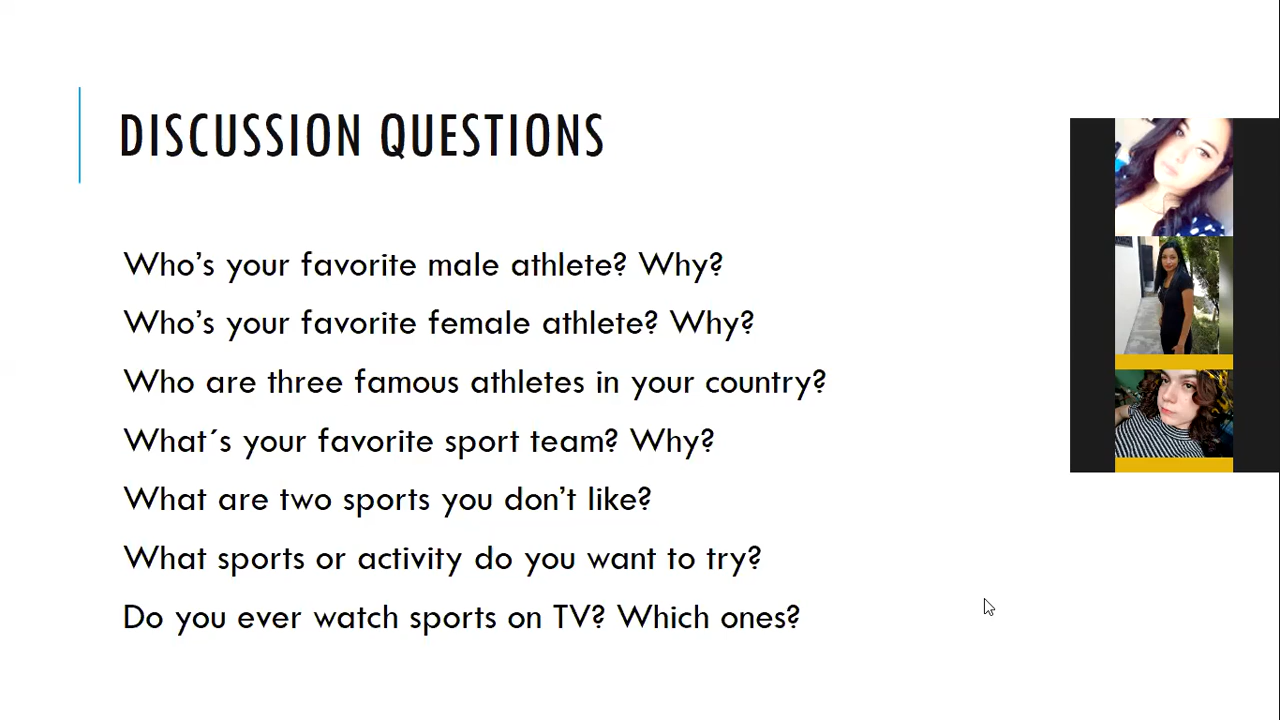 DISCUSSION QUESTIONS
Who’s your favorite male athlete? Why?
Who’s your favorite female athlete? Why?
Who are three famous athletes in your country?
What´s your favorite sport team? Why?
What are two sports you don’t like?
What sports or activity do you want to try?
Do you ever watch sports on TV? Which ones?